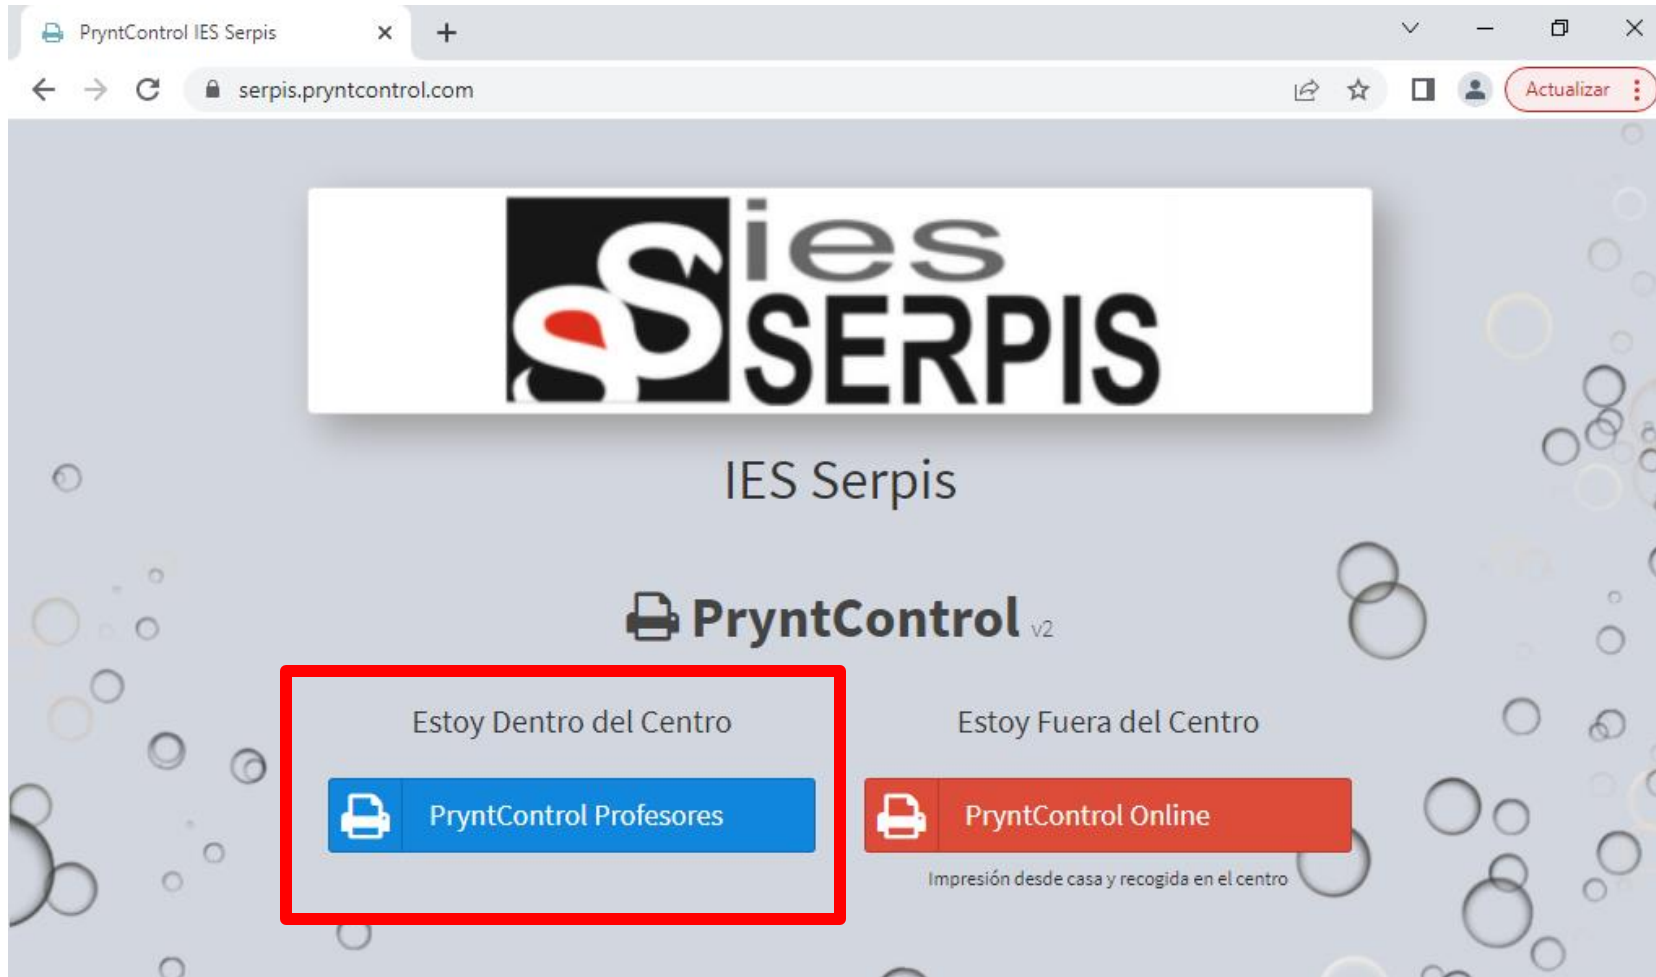 PryntControl IES Serpis
serpis.pryntcontrol.com
Actualizar
ies
SERPIS
IES Serpis
PryntControl v2
Estoy Dentro del Centro
Estoy Fuera del Centro
PryntControl Profesores
PryntControl Online
Impresión desde casa y recogida en el centro